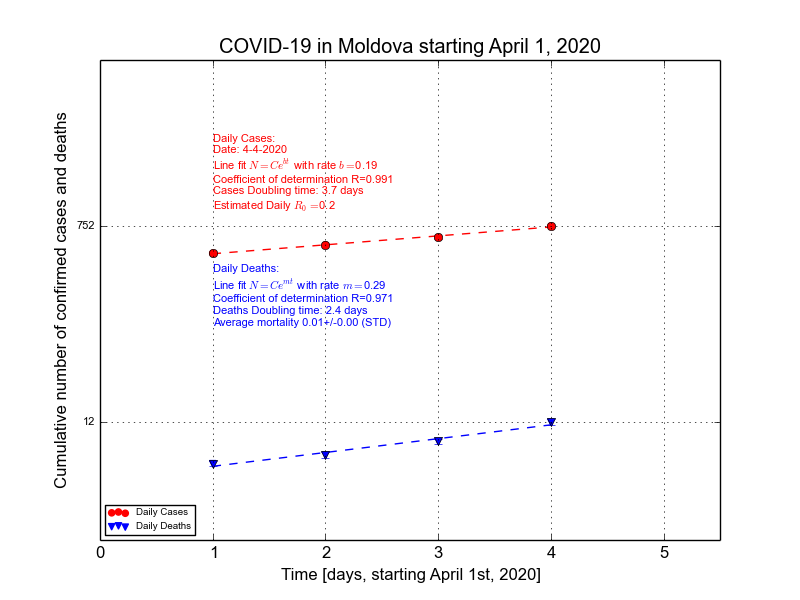 COVID-19 in Moldova starting April 1, 2020
Cumulative number of confirmed cases and deaths
Daily Cases:
Date: 4-4-2020
Line fit N = Ce^{bt} with rate b = 0.19
Coefficient of determination R=0.991
Cases Doubling time: 3.7 days
Estimated Daily R_0 = 0.2
752
Daily Deaths:
Line fit N = Ce^{mt} with rate m = 0.29
Coefficient of determination R=0.971
Deaths Doubling time: 2.4 days
Average mortality 0.01+/-0.00 (STD)
12
Daily Cases
Daily Deaths
0 1 2 3 4 5
Time [days, starting April 1st, 2020]